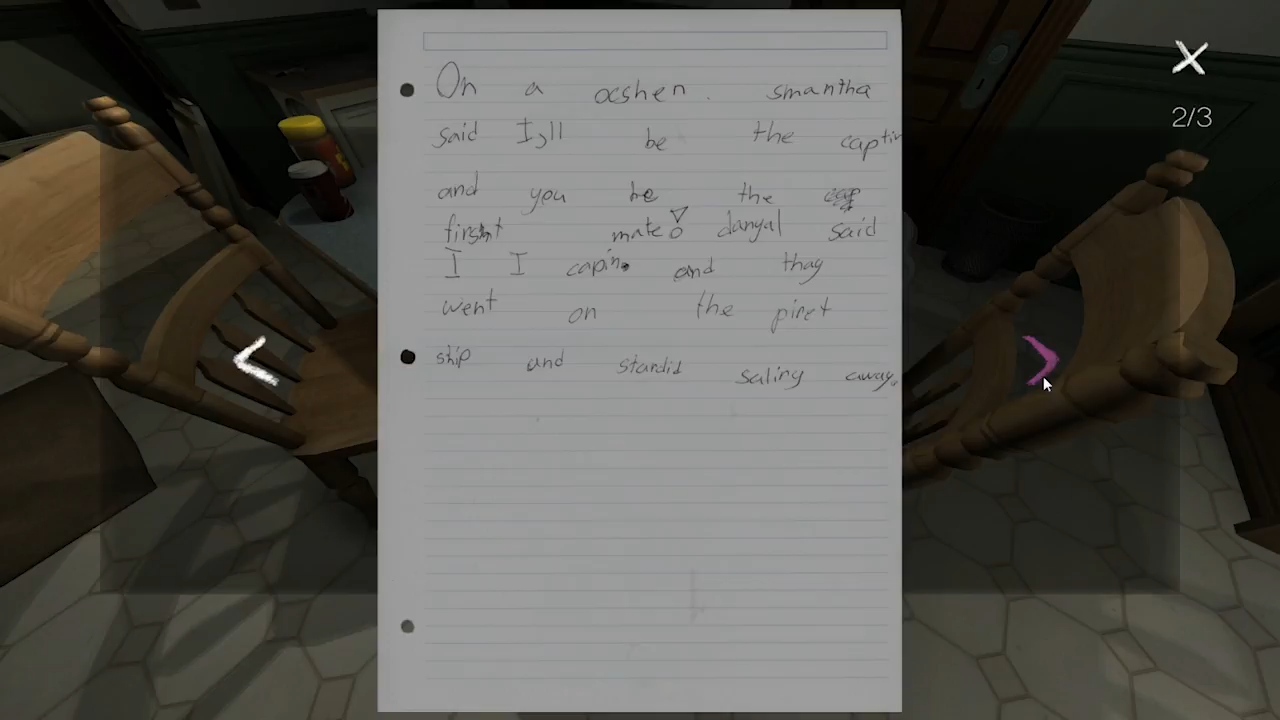 2/3
On a ocshen. smantha
said I,ll be the captin
and you be the
first mate! danyal said
I I capin. and thay
went on the piret
ship and standid saling away.